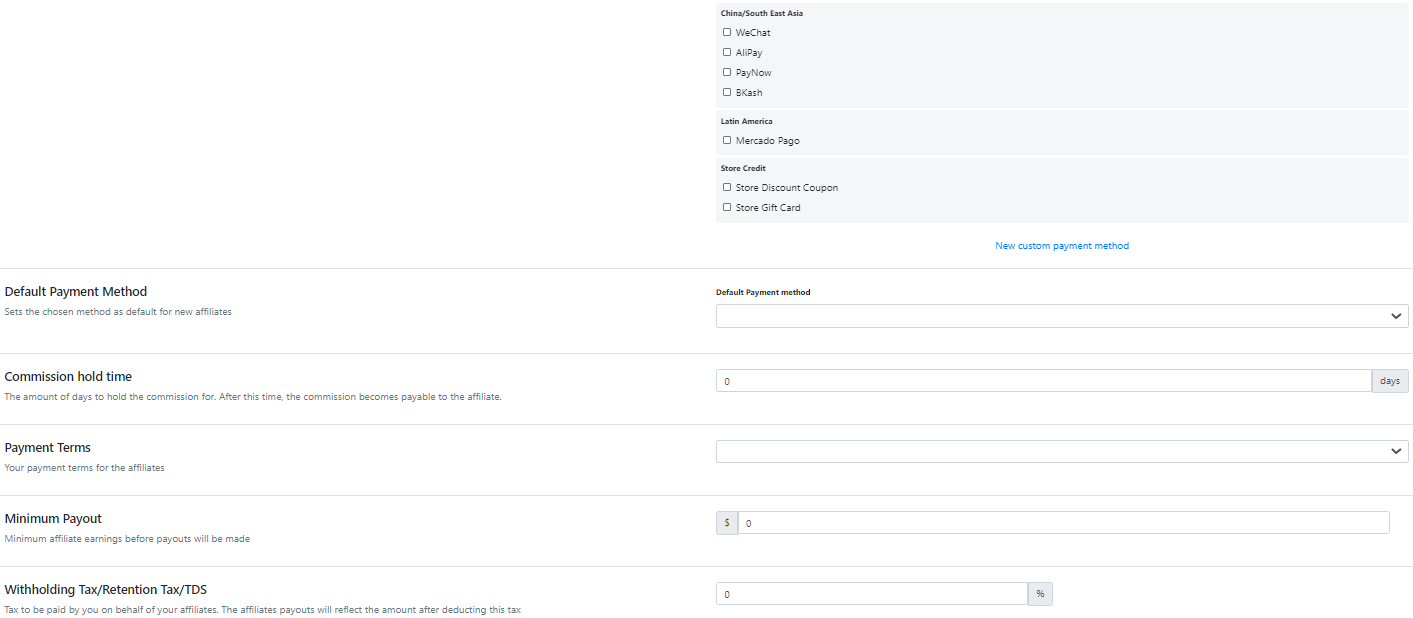 China/South East Asia
WeChat
AliPay
PayNow
BKash
Latin America
Mercado Pago
Store Credit
Store Discount Coupon
Store Gift Card
New custom payment method
Default Payment Method
Sets the chosen method as default for new affiliates
Default Payment method
Commission hold time
The amount of days to hold the commission for. After this time, the commission becomes payable to the affiliate.
0 days
Payment Terms
Your payment terms for the affiliates
Minimum Payout
Minimum affiliate earnings before payouts will be made
$ 0
Withholding Tax/Retention Tax/TDS
Tax to be paid by you on behalf of your affiliates. The affiliates payouts will reflect the amount after deducting this tax
0 %